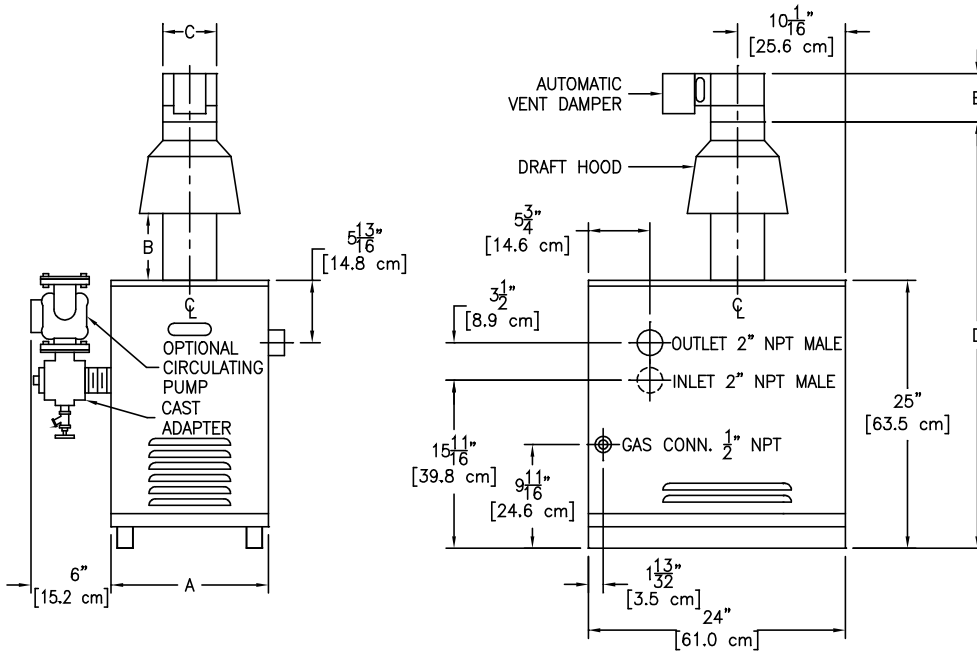 C
10 1/16"
[25.6 cm]
AUTOMATIC
VENT DAMPER
DRAFT HOOD
5 3/4"
[14.6 cm]
B
5 13/16"
[14.8 cm]
3 1/2"
[8.9 cm]
℄
℄
OPTIONAL
CIRCULATING
PUMP
CAST
ADAPTER
OUTLET 2" NPT MALE
INLET 2" NPT MALE
GAS CONN. 1/2" NPT
25"
[63.5 cm]
15 11/16"
[39.8 cm]
9 11/16"
[24.6 cm]
6"
[15.2 cm]
A
1 13/32"
[3.5 cm]
24"
[61.0 cm]